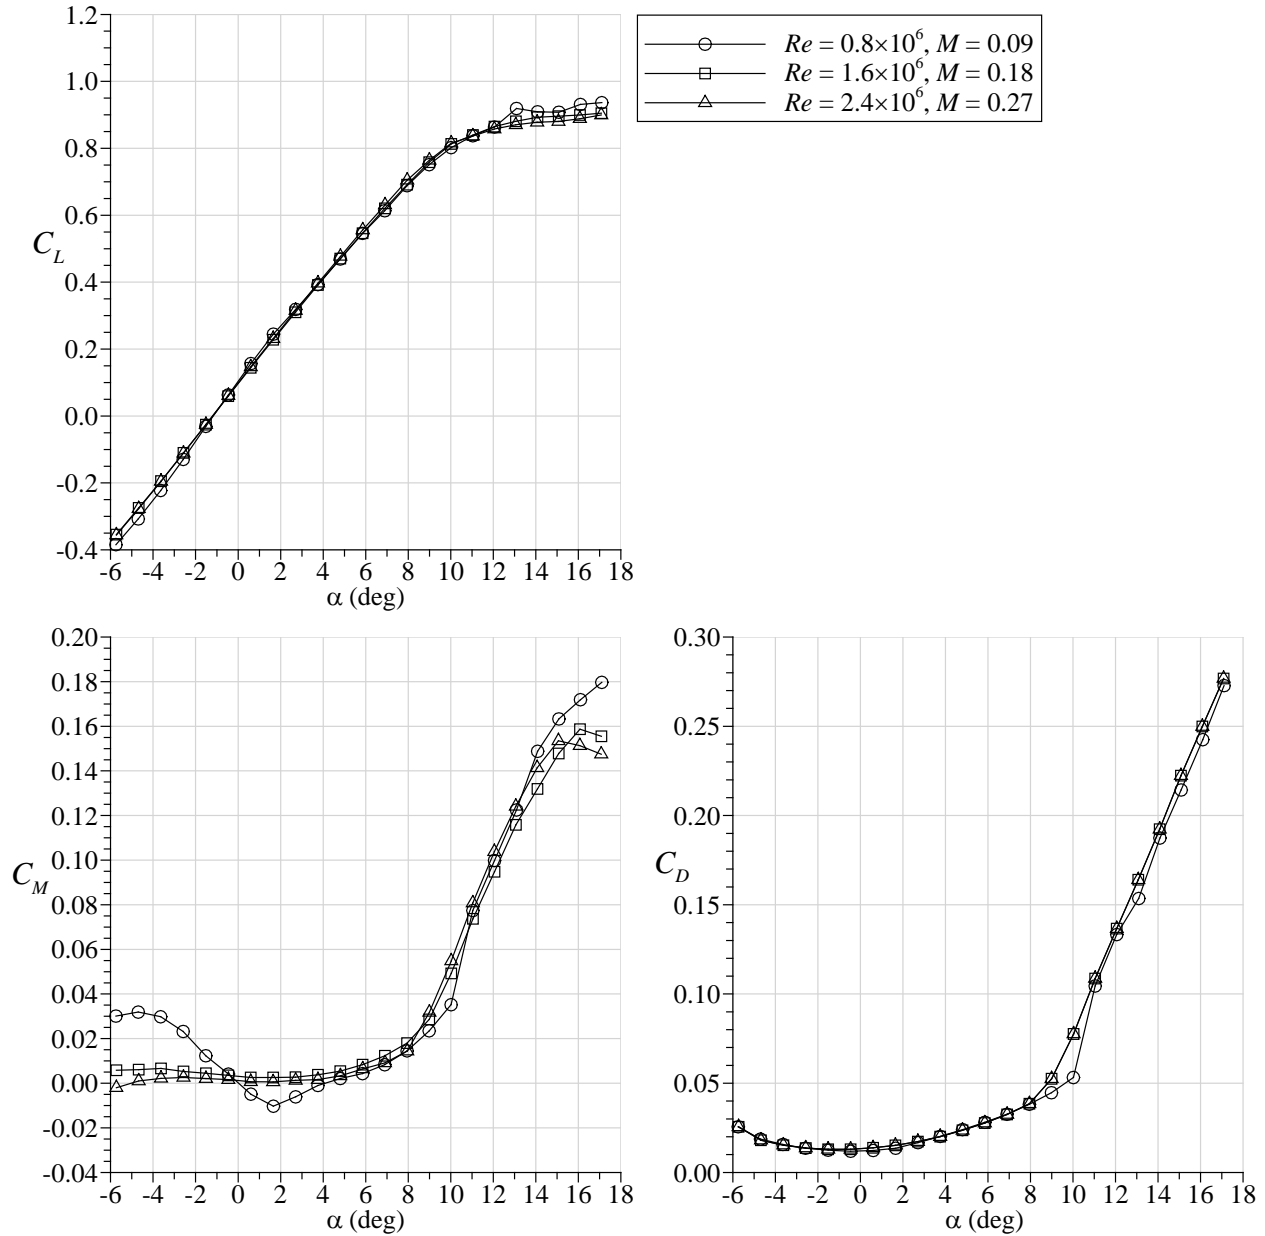 1.2
1.0
0.8
0.6
0.4
0.2
0.0
-0.2
-0.4
C_L
-6 -4 -2 0 2 4 6 8 10 12 14 16 18
α (deg)
Re = 0.8×10^6, M = 0.09
Re = 1.6×10^6, M = 0.18
Re = 2.4×10^6, M = 0.27
0.20
0.18
0.16
0.14
0.12
0.10
0.08
0.06
0.04
0.02
0.00
-0.02
-0.04
C_M
-6 -4 -2 0 2 4 6 8 10 12 14 16 18
α (deg)
0.30
0.25
0.20
0.15
0.10
0.05
0.00
C_D
-6 -4 -2 0 2 4 6 8 10 12 14 16 18
α (deg)